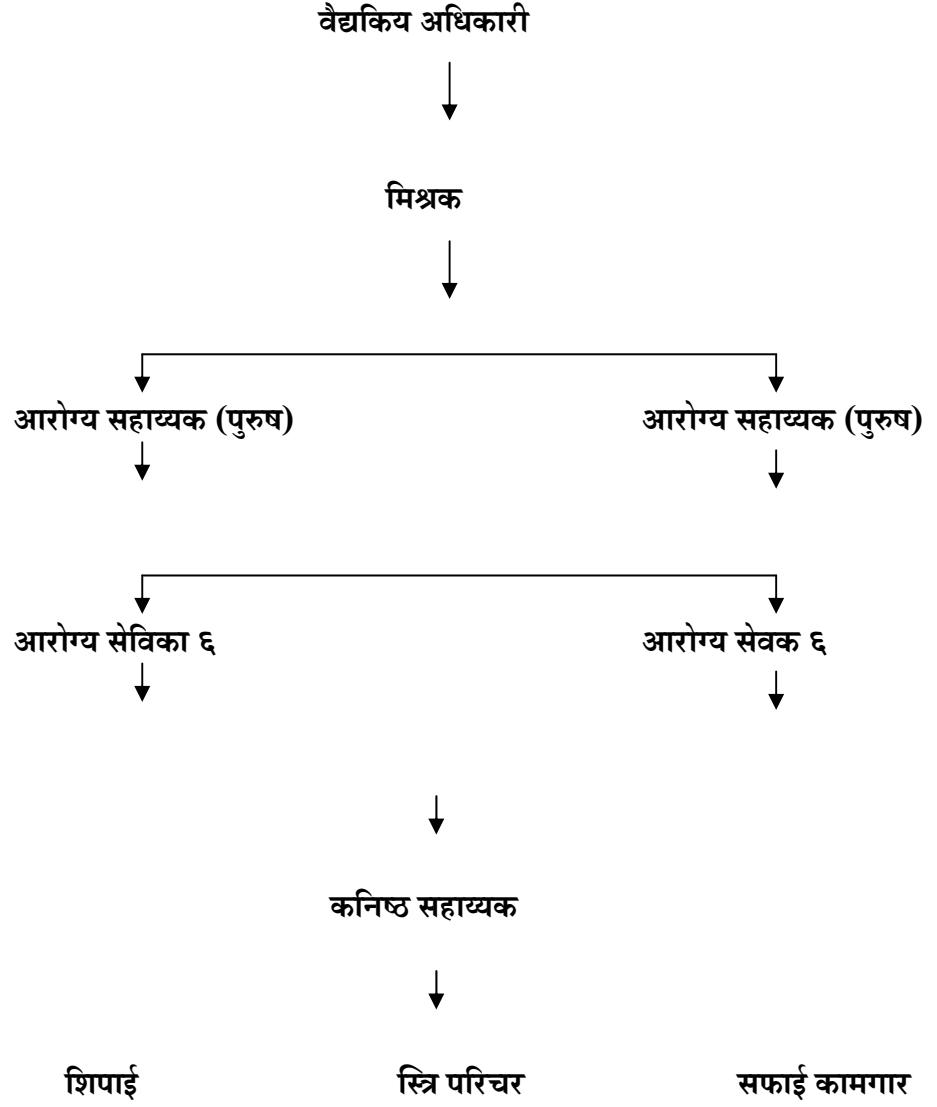 वैद्यकिय अधिकारी
मिश्रक
आरोग्य सहाय्यक (पुरुष) आरोग्य सहाय्यक (पुरुष)
आरोग्य सेविका ६ आरोग्य सेवक ६
कनिष्ठ सहाय्यक
शिपाई स्त्रि परिचर सफाई कामगार